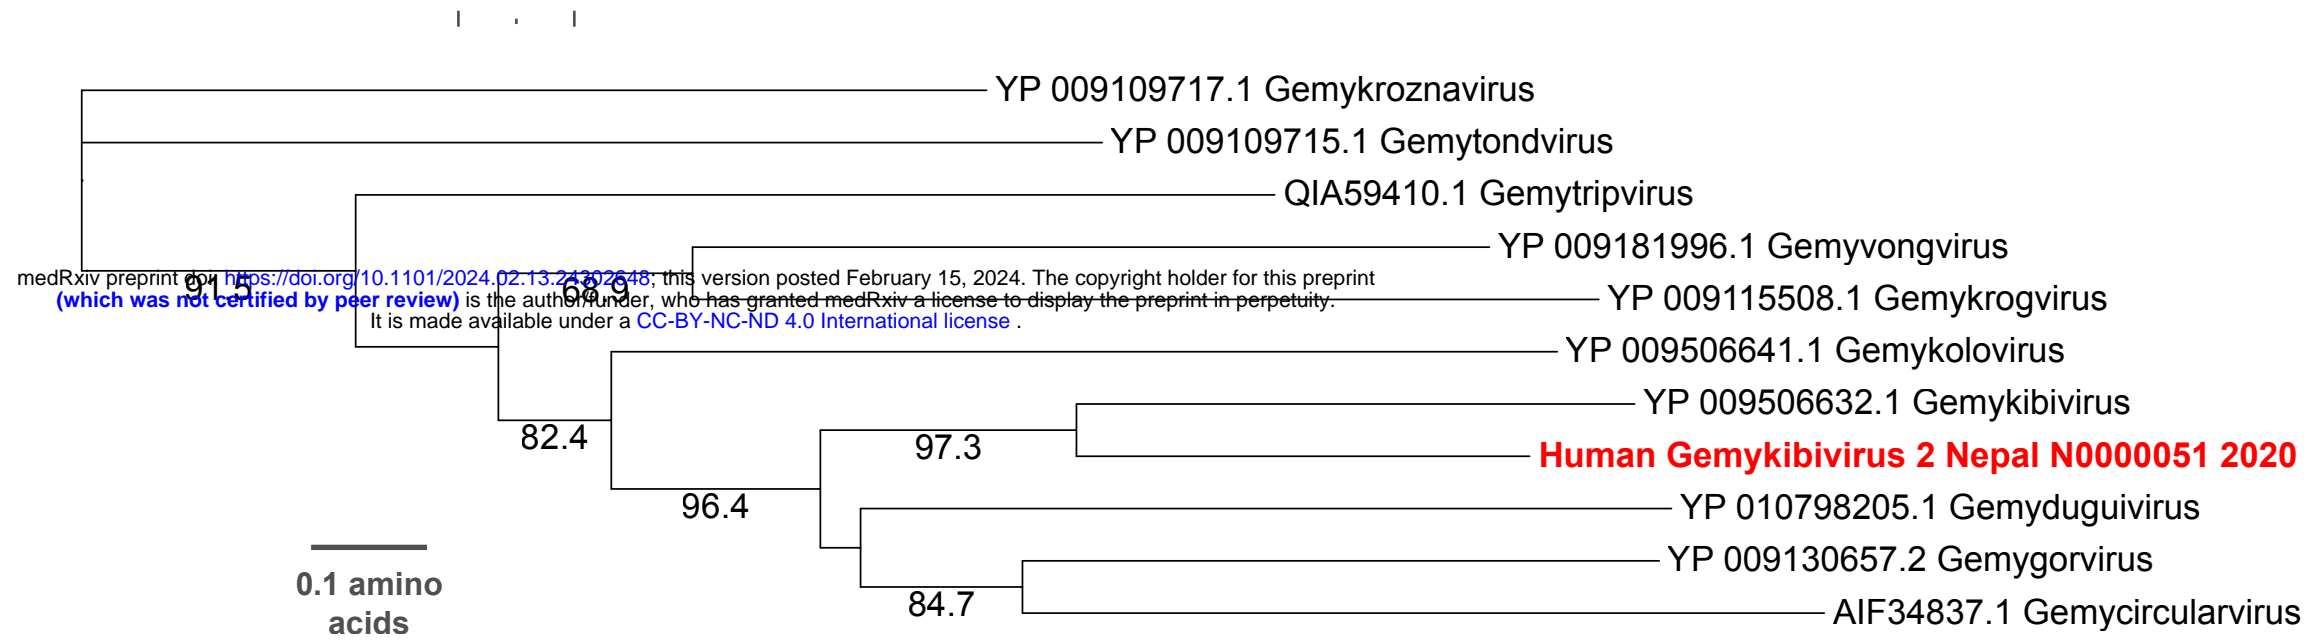 YP 009109717.1 Gemykroznavirus
YP 009109715.1 Gemytondvirus
QIA59410.1 Gemytripvirus
YP 009181996.1 Gemyvongvirus
medRxiv preprint doi: https://doi.org/10.1101/2024.02.13.24302648; this version posted February 15, 2024. The copyright holder for this preprint
91.5
68.9
(which was not certified by peer review) is the author/funder, who has granted medRxiv a license to display the preprint in perpetuity.
YP 009115508.1 Gemykrogvirus
It is made available under a CC-BY-NC-ND 4.0 International license .
YP 009506641.1 Gemykolovirus
YP 009506632.1 Gemykibivirus
82.4
97.3
Human Gemykibivirus 2 Nepal N0000051 2020
96.4
YP 010798205.1 Gemyduguivirus
YP 009130657.2 Gemygorvirus
0.1 amino
acids
84.7
AIF34837.1 Gemycircularvirus